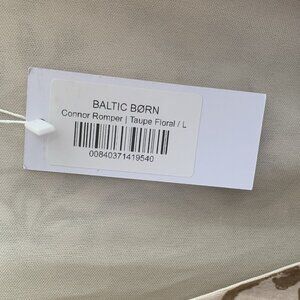 BALTIC BØRN
Connor Romper | Taupe Floral / L
00840371419540